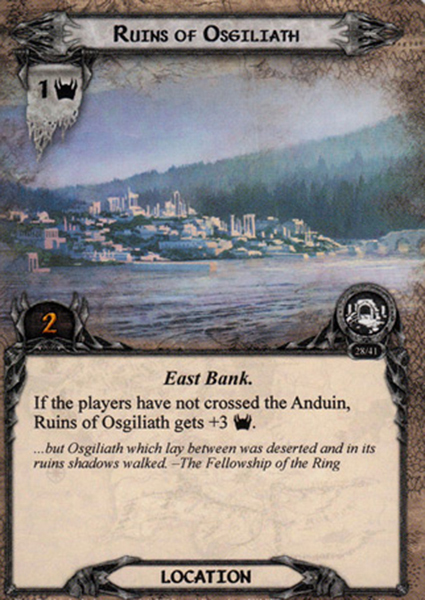 RUINS OF OSGILIATH
1
2
28/41
East Bank.
If the players have not crossed the Anduin,
Ruins of Osgiliath gets +3 .
...but Osgiliath which lay between was deserted and in its
ruins shadows walked. –The Fellowship of the Ring
LOCATION